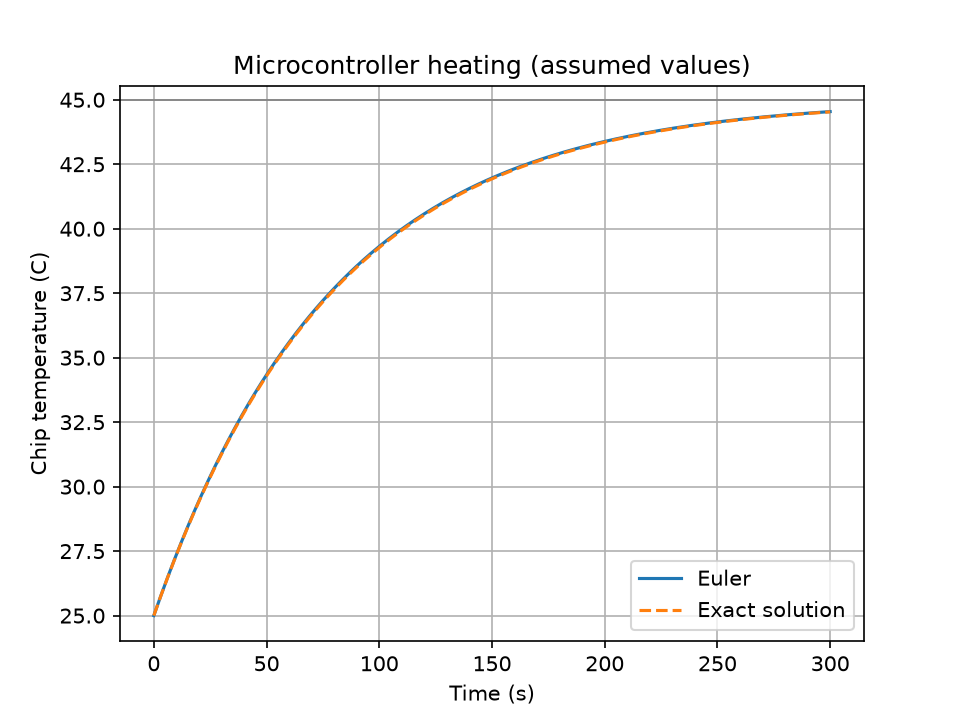 Microcontroller heating (assumed values)
45.0
42.5
40.0
37.5
35.0
32.5
30.0
27.5
25.0
Chip temperature (C)
Euler
Exact solution
0 50 100 150 200 250 300
Time (s)